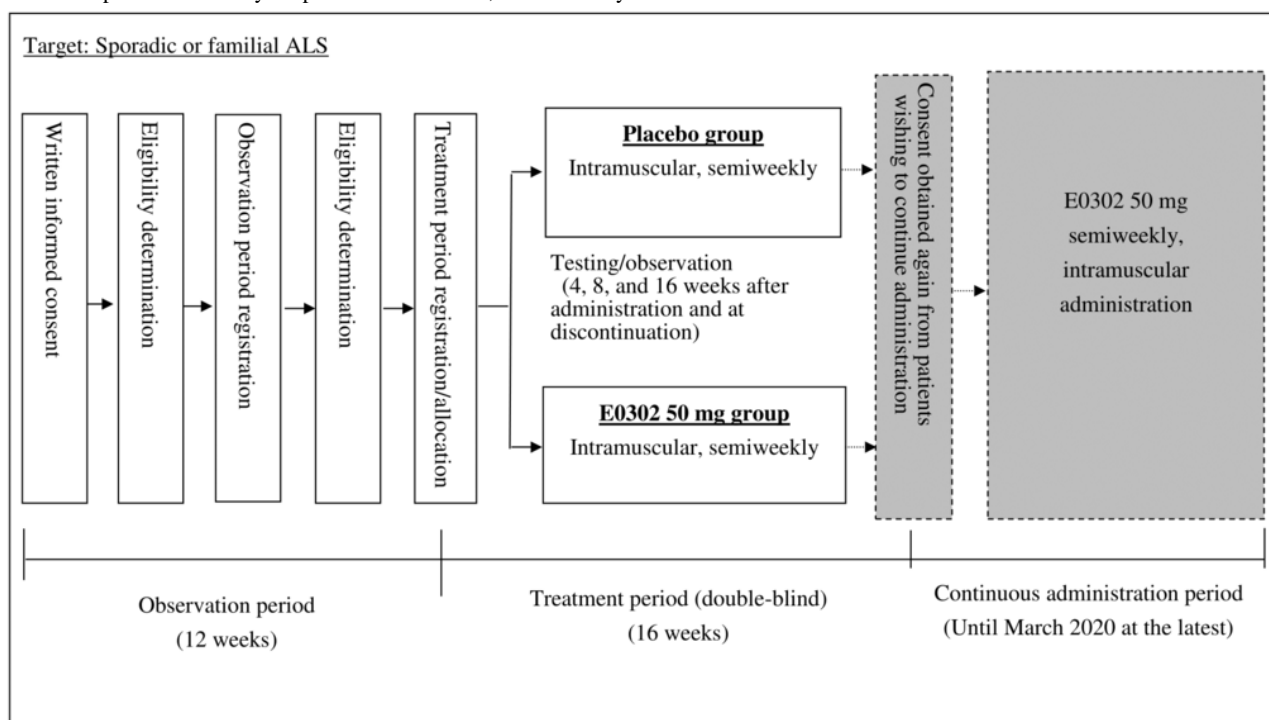 Target: Sporadic or familial ALS
Written informed consent
Eligibility determination
Observation period registration
Eligibility determination
Treatment period registration/allocation
Placebo group
Intramuscular, semiweekly
Testing/observation
(4, 8, and 16 weeks after
administration and at
discontinuation)
E0302 50 mg group
Intramuscular, semiweekly
Consent obtained again from patients
wishing to continue administration
E0302 50 mg
semiweekly,
intramuscular
administration
Observation period
(12 weeks)
Treatment period (double-blind)
(16 weeks)
Continuous administration period
(Until March 2020 at the latest)